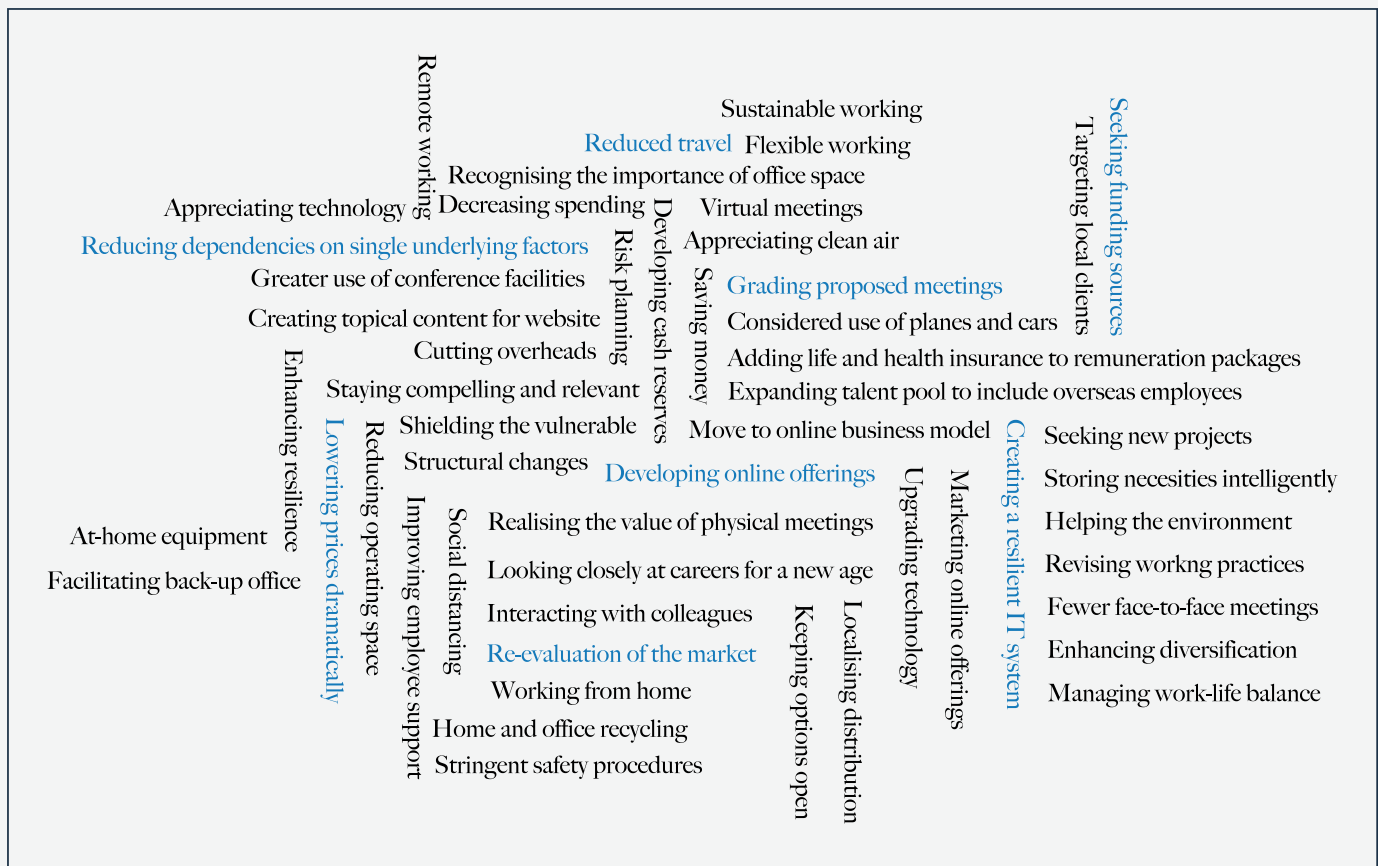 Remote working
Sustainable working
Seeking funding sources
Targeting local clients
Reduced travel
Flexible working
Recognising the importance of office space
Appreciating technology
Decreasing spending
Developing cash reserves
Virtual meetings
Reducing dependencies on single underlying factors
Risk planning
Appreciating clean air
Greater use of conference facilities
Saving money
Grading proposed meetings
Creating topical content for website
Considered use of planes and cars
Cutting overheads
Adding life and health insurance to remuneration packages
Enhancing resilience
Staying compelling and relevant
Expanding talent pool to include overseas employees
Lowering prices dramatically
Reducing operating space
Shielding the vulnerable
Move to online business model
Creating a resilient IT system
Seeking new projects
Structural changes
Developing online offerings
Upgrading technology
Marketing online offerings
Storing necesities intelligently
Improving employee support
Social distancing
Realising the value of physical meetings
Helping the environment
At-home equipment
Looking closely at careers for a new age
Revising workng practices
Facilitating back-up office
Interacting with colleagues
Keeping options open
Localising distribution
Fewer face-to-face meetings
Re-evaluation of the market
Enhancing diversification
Working from home
Managing work-life balance
Home and office recycling
Stringent safety procedures